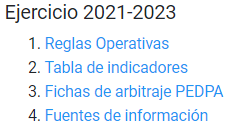 Ejercicio 2021-2023
1. Reglas Operativas
2. Tabla de indicadores
3. Fichas de arbitraje PEDPA
4. Fuentes de información